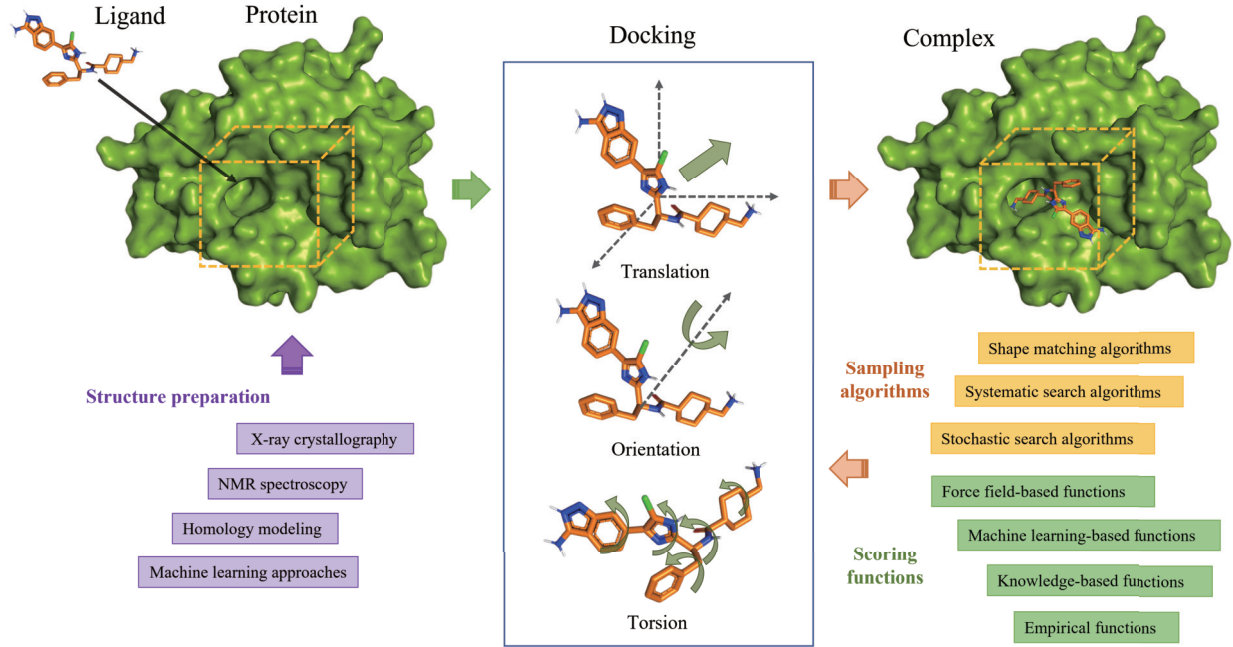 Ligand
Protein
Docking
Complex
Translation
Orientation
Torsion
Structure preparation
X-ray crystallography
NMR spectroscopy
Homology modeling
Machine learning approaches
Sampling
algorithms
Shape matching algorithms
Systematic search algorithms
Stochastic search algorithms
Scoring
functions
Force field-based functions
Machine learning-based functions
Knowledge-based functions
Empirical functions